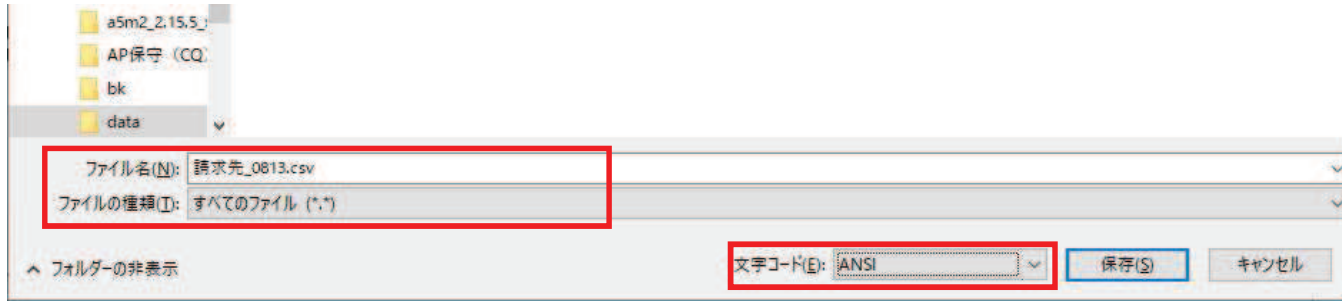 a5m2_2.15.5_
AP保守（CQ）
bk
data
ファイル名(N): 請求先_0813.csv
ファイルの種類(T): すべてのファイル (*.*)
フォルダーの非表示
文字コード(E): ANSI
保存(S)
キャンセル